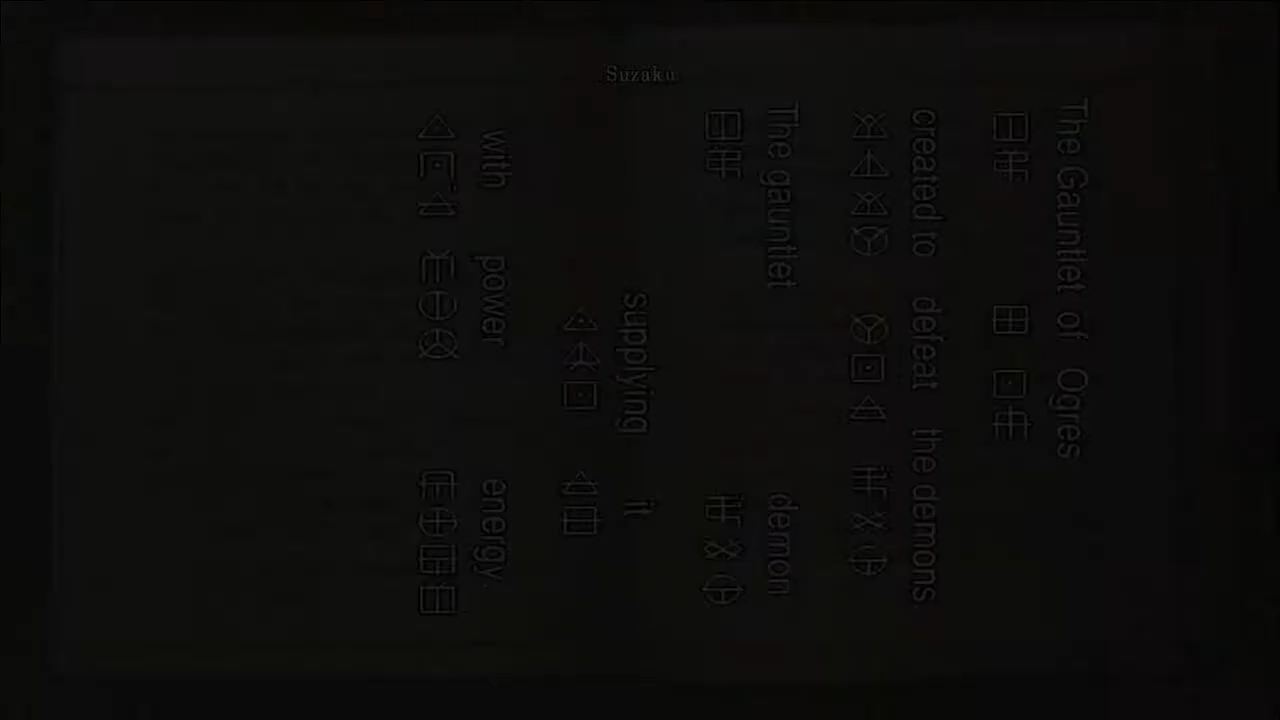 Suzaku
The Gauntlet of Ogres
created to defeat the demons.
The gauntlet demon
supplying it
with power energy.